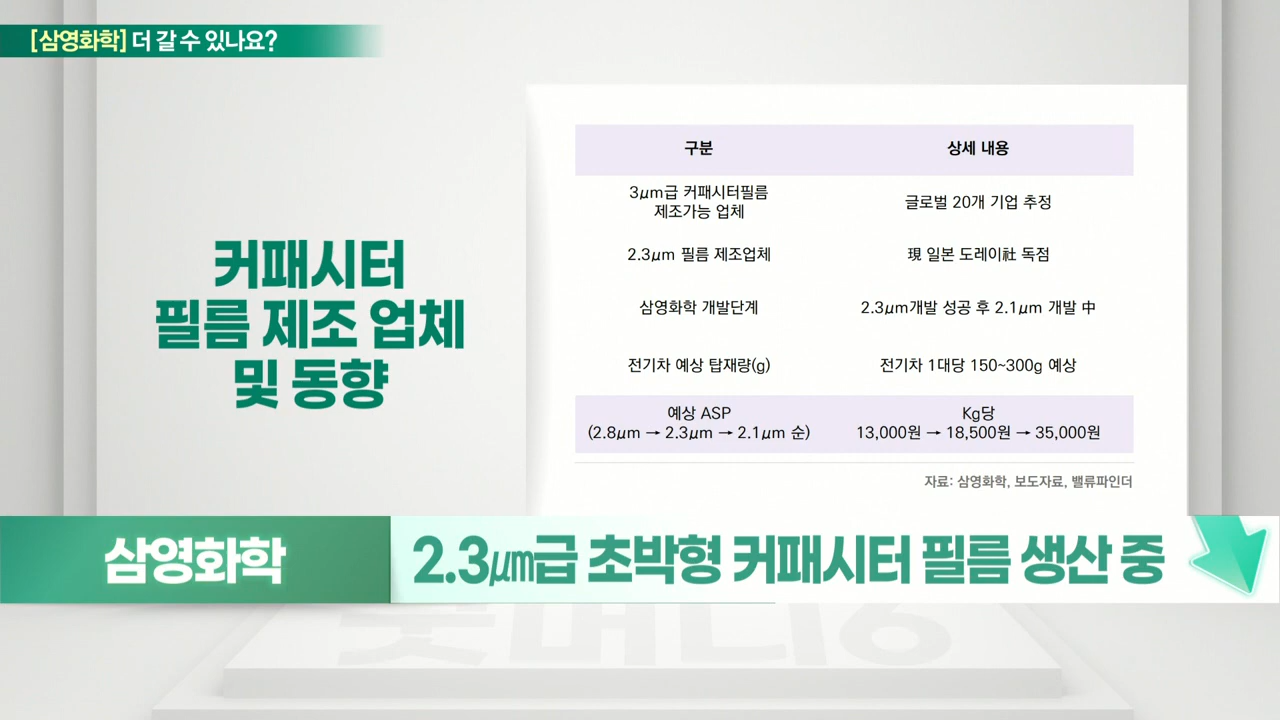 [삼영화학] 더 갈 수 있나요?
커패시터
필름 제조 업체
및 동향
구분 상세 내용
3μm급 커패시터필름
제조가능 업체
글로벌 20개 기업 추정
2.3μm 필름 제조업체 現 일본 도레이社 독점
삼영화학 개발단계 2.3μm개발 성공 후 2.1μm 개발 中
전기차 예상 탑재량(g) 전기차 1대당 150~300g 예상
예상 ASP
(2.8μm → 2.3μm → 2.1μm 순)
Kg당
13,000원 → 18,500원 → 35,000원
자료: 삼영화학, 보도자료, 밸류파인더
삼영화학
2.3㎛급 초박형 커패시터 필름 생산 중